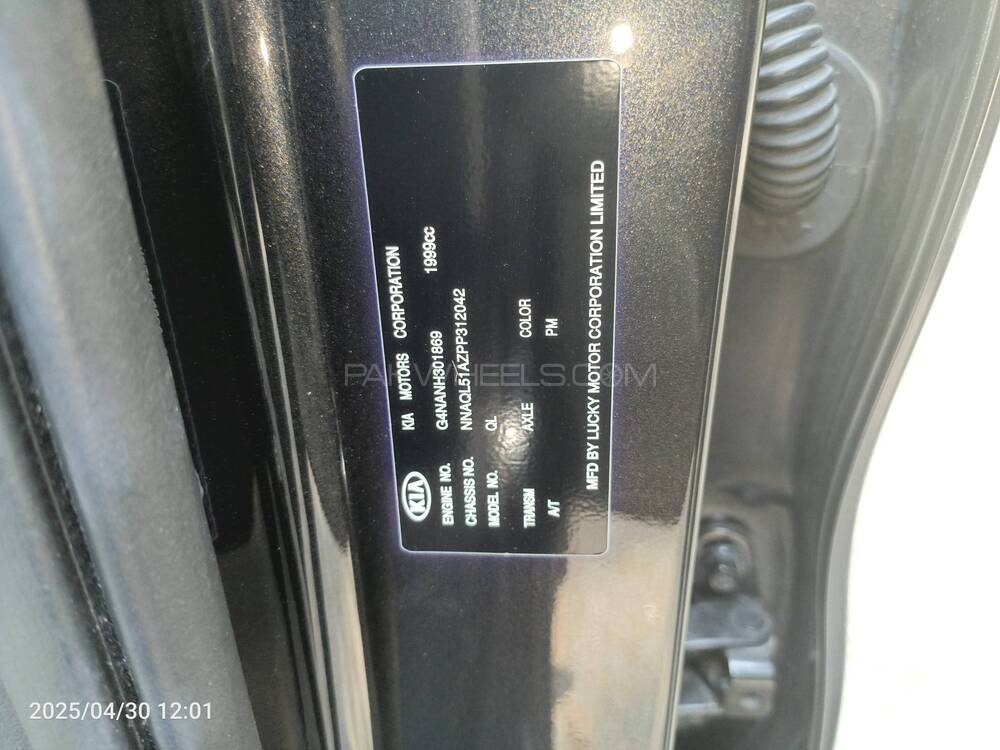 KIA KIA MOTORS CORPORATION
ENGINE NO. G4NANH301869 1999cc
CHASSIS NO. NNAQL51AZPP312042
MODEL NO. QL
TRANSM AXLE COLOR
A/T PM
MFD BY LUCKY MOTOR CORPORATION LIMITED
PAKWHEELS.COM
2025/04/30 12:01